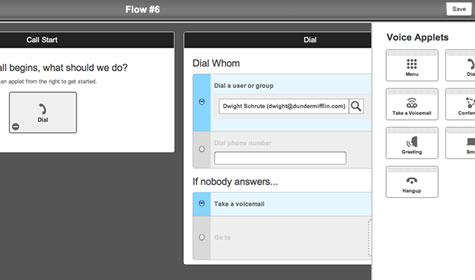 Flow #6
Save
Call Start
all begins, what should we do?
an applet from the right to get started.
Dial
Dial
Dial Whom
Dial a user or group
Dwight Schrute (dwight@dundermifflin.com)
Dial phone number
If nobody answers...
Take a voicemail
Go to
Voice Applets
Menu
Dia
Take a Voicemail
Confere
Greeting
Sm
Hangup